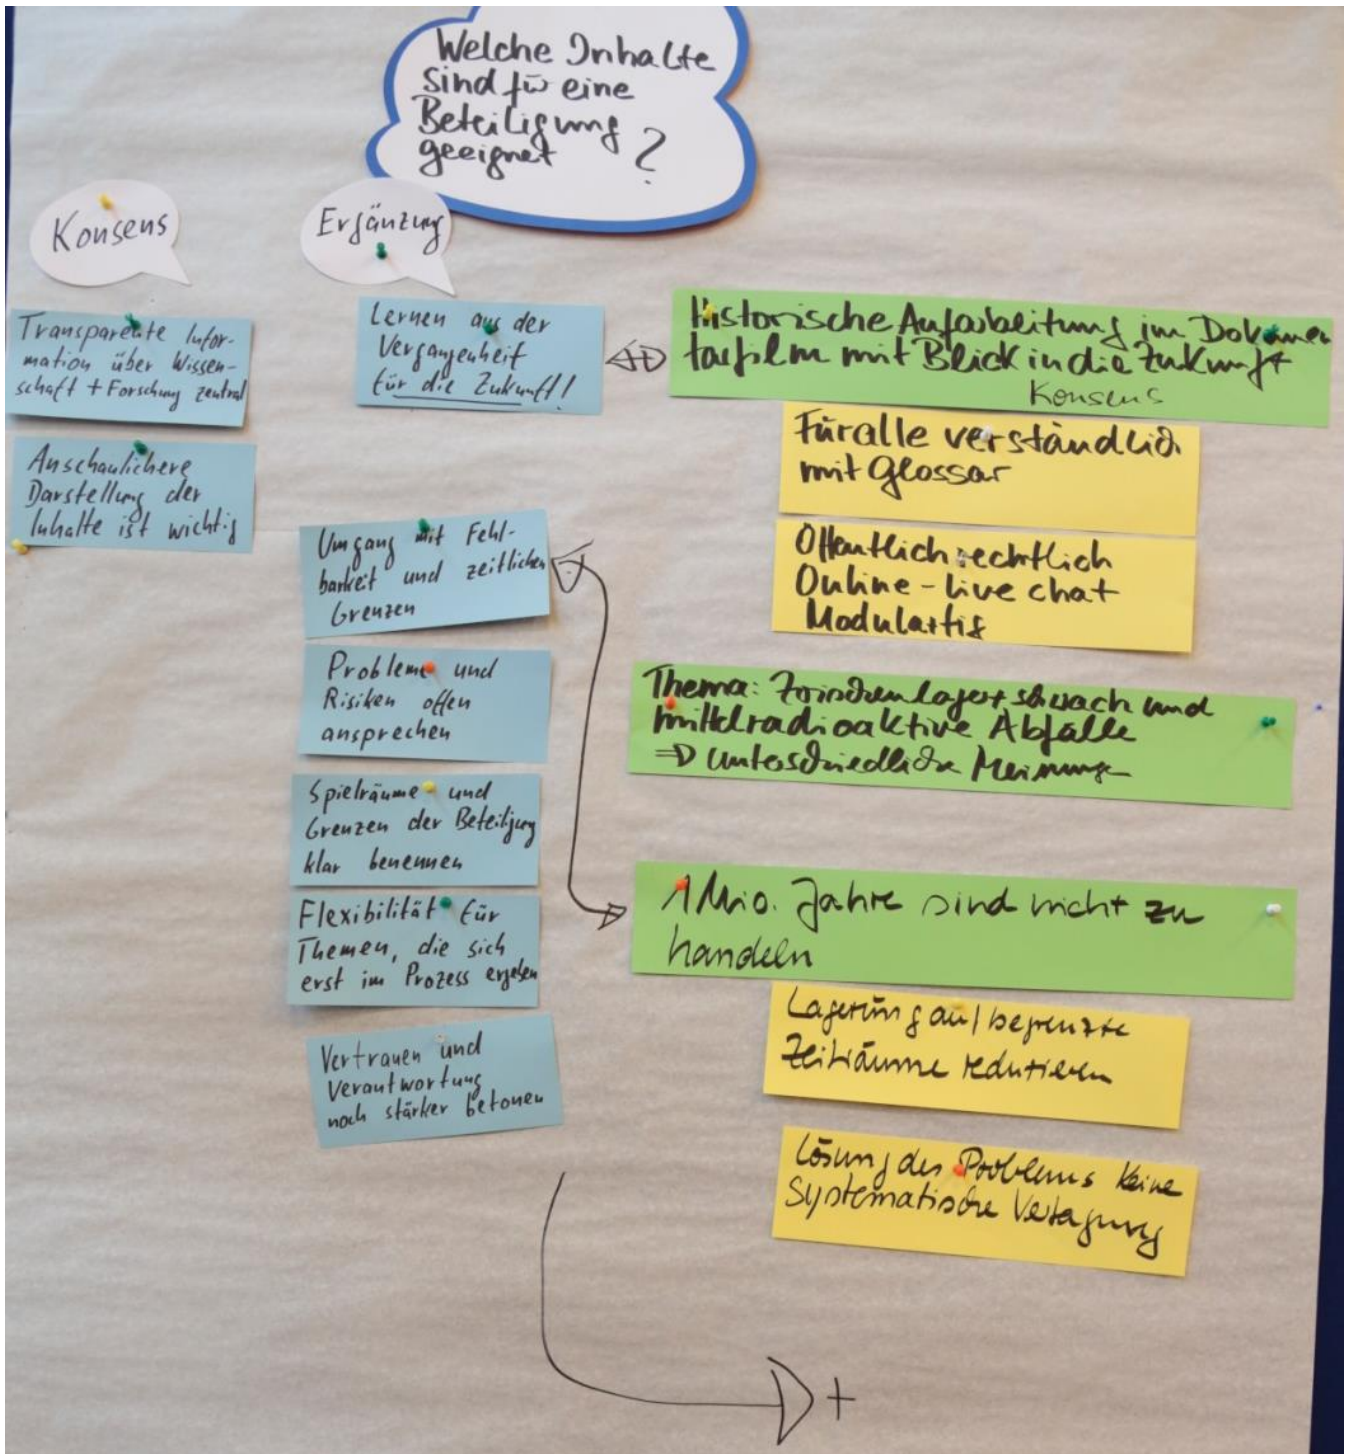 Welche Inhalte
sind für eine
Beteiligung
geeignet ?
Konsens
Transparente Infor-
mation über Wissen-
schaft + Forschung zentral
Anschaulichere
Darstellung der
Inhalte ist wichtig
Ergänzung
Lernen aus der
Vergangenheit
für die Zukunft!
Umgang mit Fehl-
barkeit und zeitlichen
Grenzen
Probleme und
Risiken offen
ansprechen
Spielräume und
Grenzen der Beteiligung
klar benennen
Flexibilität für
Themen, die sich
erst im Prozess ergeben
Vertrauen und
Verantwortung
noch stärker betonen
Historische Aufarbeitung im Dokumen
tarfilm mit Blick in die Zukunft
Konsens
Für alle verständlich
mit Glossar
Öffentlich rechtlich
Online - live chat
Modulartig
Thema: Zwischenlager + schwach und
mittelradioaktive Abfälle
⇒ unterschiedliche Meinung
1 Mio. Jahre sind nicht zu
handeln
Lagerung auf begrenzte
Zeiträume reduzieren
Lösung des Problems keine
Systematische Vertagung
+